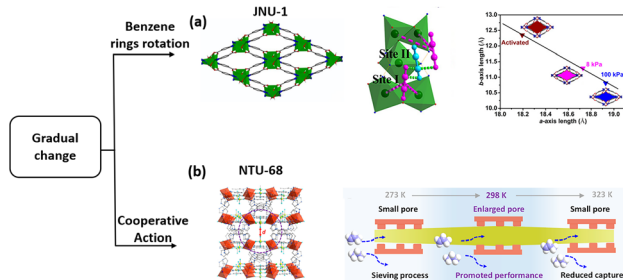 Benzene
rings rotation
(a)
JNU-1
Site II
Site I
b-axis length (Å)
13.0
12.5
12.0
11.5
11.0
10.5
10.0
Activated
8 kPa
100 kPa
18.0 18.2 18.4 18.6 18.8 19.0
a-axis length (Å)
Gradual
change
(b)
NTU-68
Cooperative
Action
273 K
298 K
323 K
Small pore
Enlarged pore
Small pore
Sieving process
Promoted performance
Reduced capture